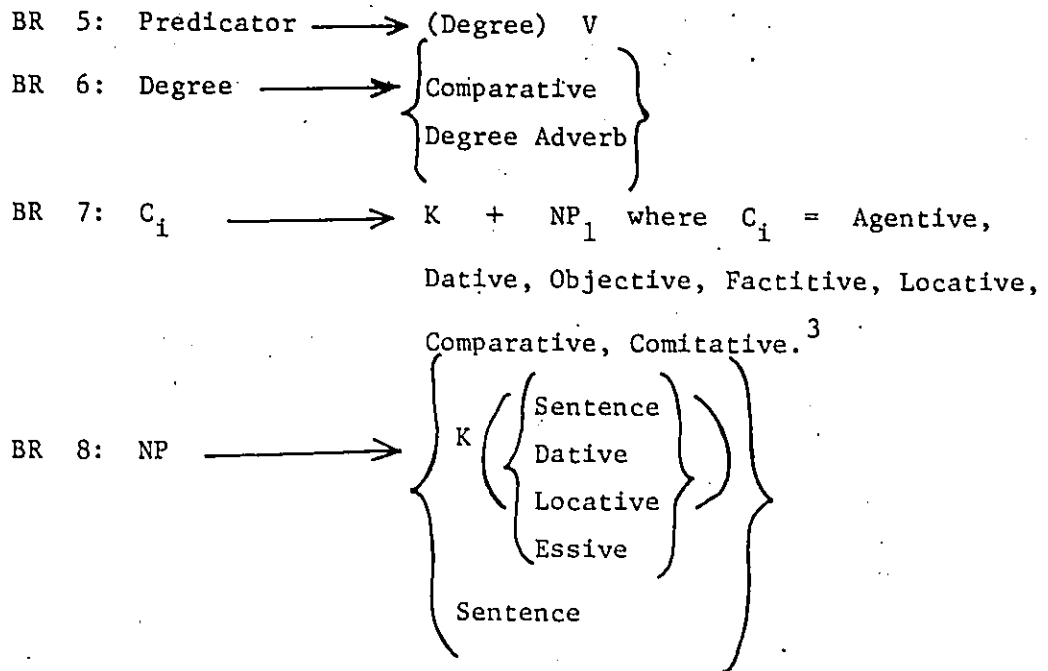 BR 5: Predicator ⟶ (Degree) V
BR 6: Degree ⟶ { Comparative
Degree Adverb }
BR 7: C_i ⟶ K + NP_1 where C_i = Agentive,
Dative, Objective, Factitive, Locative,
Comparative, Comitative.³
{ K ( { Sentence
BR 8: NP ⟶ Dative
Locative
Essive } )
Sentence }